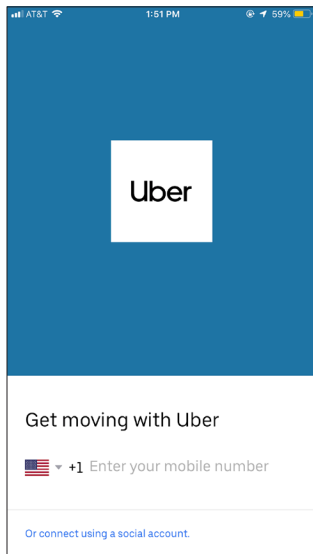 AT&T 1:51 PM 59%
Uber
Get moving with Uber
+1 Enter your mobile number
Or connect using a social account.